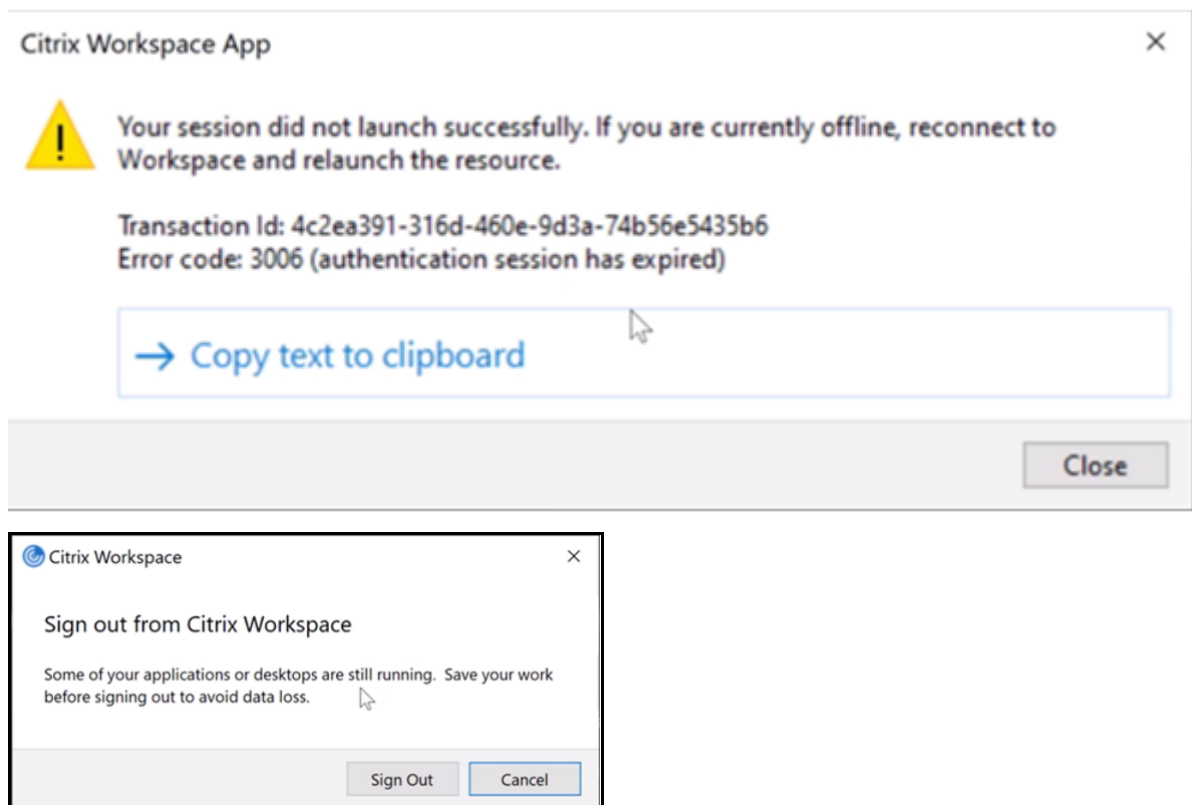 Citrix Workspace App
Your session did not launch successfully. If you are currently offline, reconnect to
Workspace and relaunch the resource.
Transaction Id: 4c2ea391-316d-460e-9d3a-74b56e5435b6
Error code: 3006 (authentication session has expired)
→ Copy text to clipboard
Close
Citrix Workspace
Sign out from Citrix Workspace
Some of your applications or desktops are still running. Save your work
before signing out to avoid data loss.
Sign Out Cancel